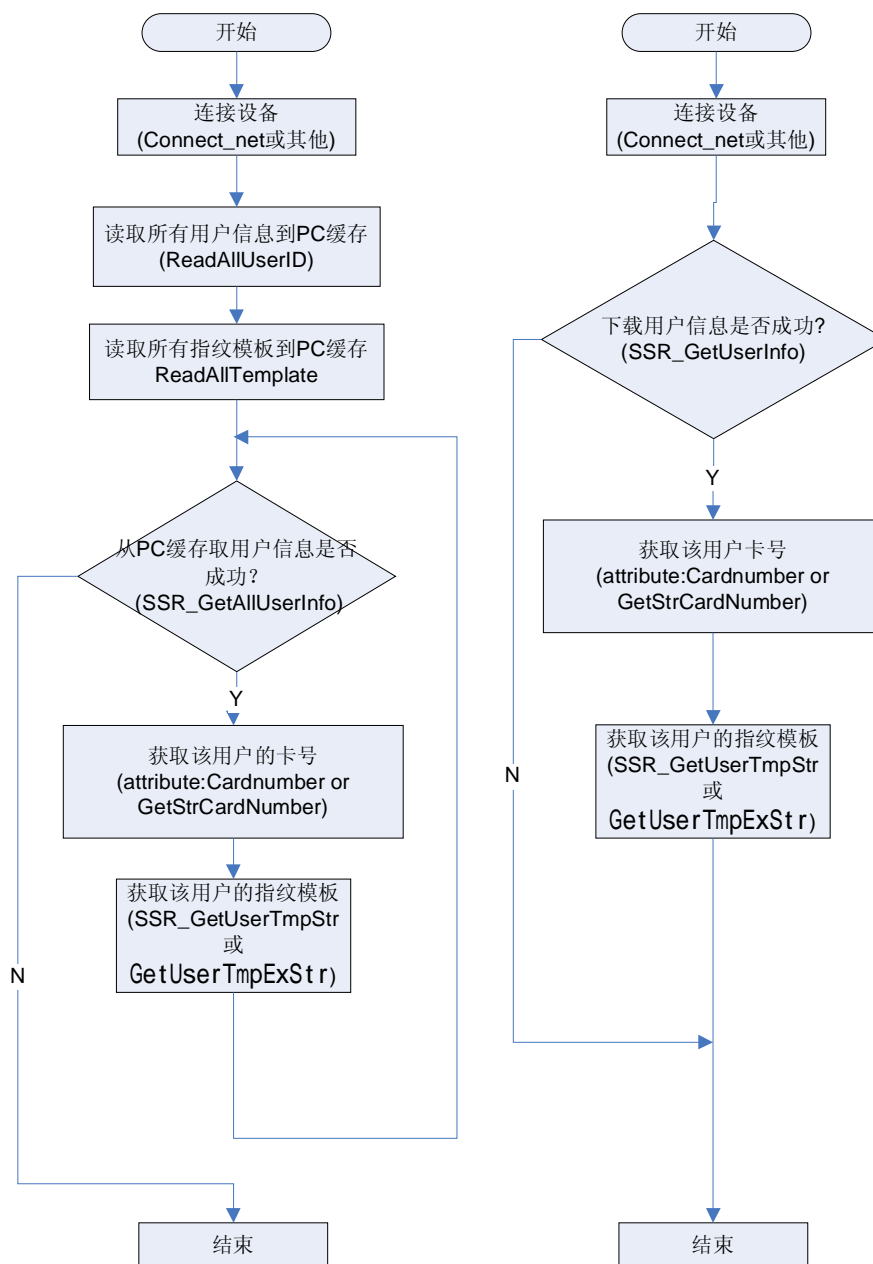 开始
连接设备
(Connect_net或其他)
读取所有用户信息到PC缓存
(ReadAllUserID)
读取所有指纹模板到PC缓存
ReadAllTemplate
从PC缓存取用户信息是否
成功?
(SSR_GetAllUserInfo)
Y
获取该用户的卡号
(attribute:Cardnumber or
GetStrCardNumber)
获取该用户的指纹模板
(SSR_GetUserTmpStr
或
GetUserTmpExStr)
N
结束
开始
连接设备
(Connect_net或其他)
下载用户信息是否成功?
(SSR_GetUserInfo)
Y
获取该用户卡号
(attribute:Cardnumber or
GetStrCardNumber)
N
获取该用户的指纹模板
(SSR_GetUserTmpStr
或
GetUserTmpExStr)
结束